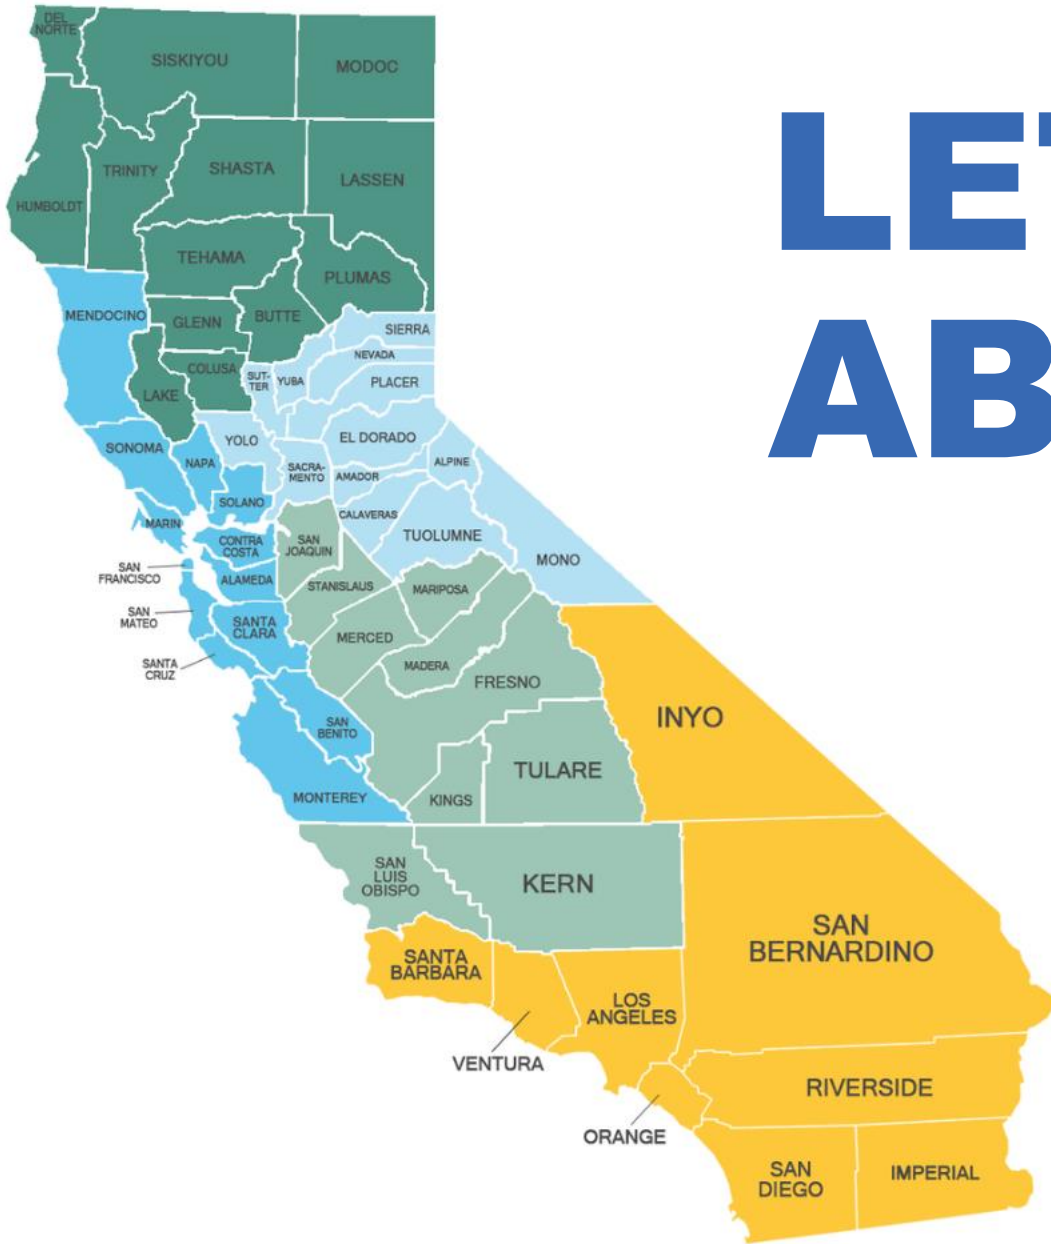 DEL
NORTE
SISKIYOU
MODOC
HUMBOLDT
TRINITY
SHASTA
LASSEN
TEHAMA
PLUMAS
MENDOCINO
GLENN
BUTTE
LAKE
COLUSA
SIERRA
NEVADA
SUT-
TER
YUBA
PLACER
SONOMA
NAPA
YOLO
EL DORADO
SACRA-
MENTO
AMADOR
ALPINE
SOLANO
MARIN
CALAVERAS
TUOLUMNE
MONO
CONTRA
COSTA
SAN
JOAQUIN
SAN
FRANCISCO
ALAMEDA
STANISLAUS
MARIPOSA
SAN
MATEO
SANTA
CLARA
MERCED
SANTA
CRUZ
MADERA
FRESNO
SAN
BENITO
INYO
MONTEREY
KINGS
TULARE
SAN
LUIS
OBISPO
KERN
SAN
BERNARDINO
SANTA
BARBARA
VENTURA
LOS
ANGELES
ORANGE
RIVERSIDE
SAN
DIEGO
IMPERIAL
LET
AB